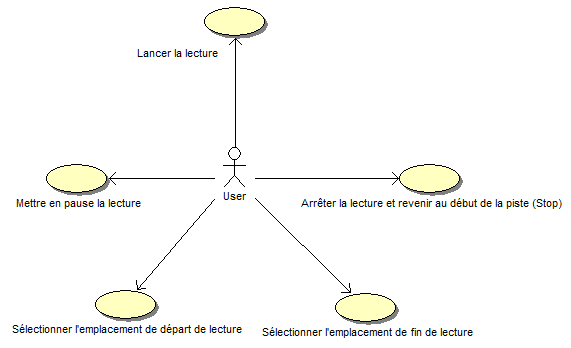 Lancer la lecture
Mettre en pause la lecture
User
Arrêter la lecture et revenir au début de la piste (Stop)
Sélectionner l'emplacement de départ de lecture
Sélectionner l'emplacement de fin de lecture